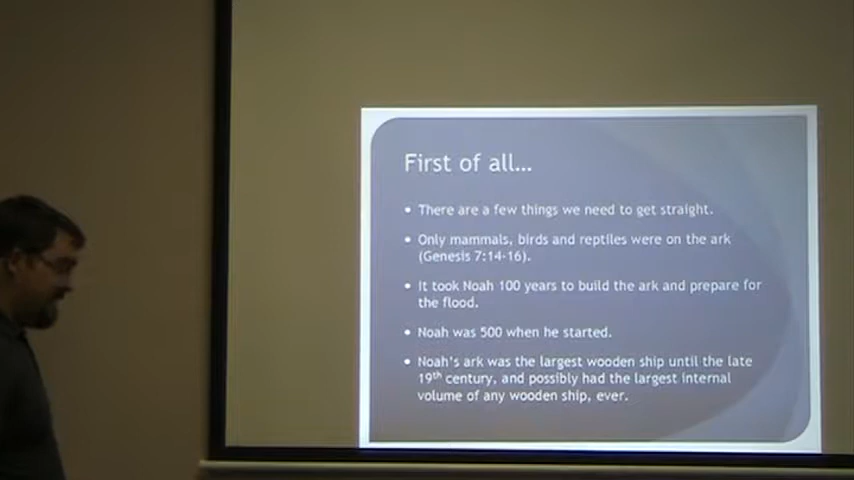 First of all…
• There are a few things we need to get straight.
• Only mammals, birds and reptiles were on the ark
(Genesis 7:14-16).
• It took Noah 100 years to build the ark and prepare for
the flood.
• Noah was 500 when he started.
• Noah's ark was the largest wooden ship until the late
19th century, and possibly had the largest internal
volume of any wooden ship, ever.